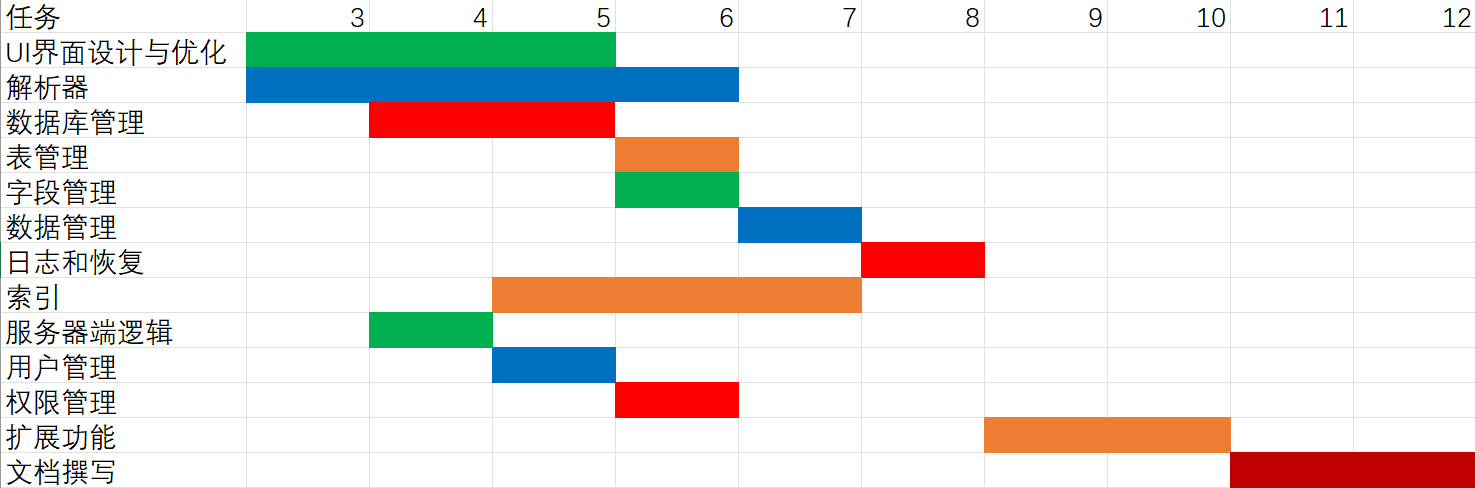 任务 3 4 5 6 7 8 9 10 11 12
UI界面设计与优化
解析器
数据库管理
表管理
字段管理
数据管理
日志和恢复
索引
服务器端逻辑
用户管理
权限管理
扩展功能
文档撰写